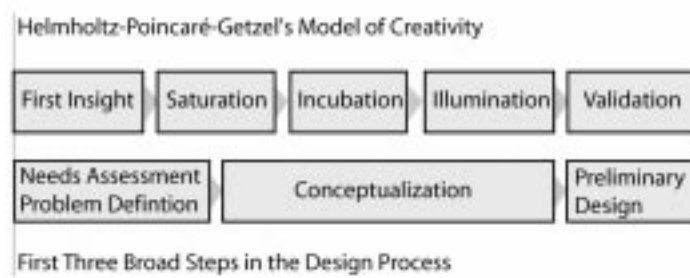 Helmholtz-Poincaré-Getzel's Model of Creativity
First Insight
Saturation
Incubation
Illumination
Validation
Needs Assessment
Problem Defintion
Conceptualization
Preliminary
Design
First Three Broad Steps in the Design Process